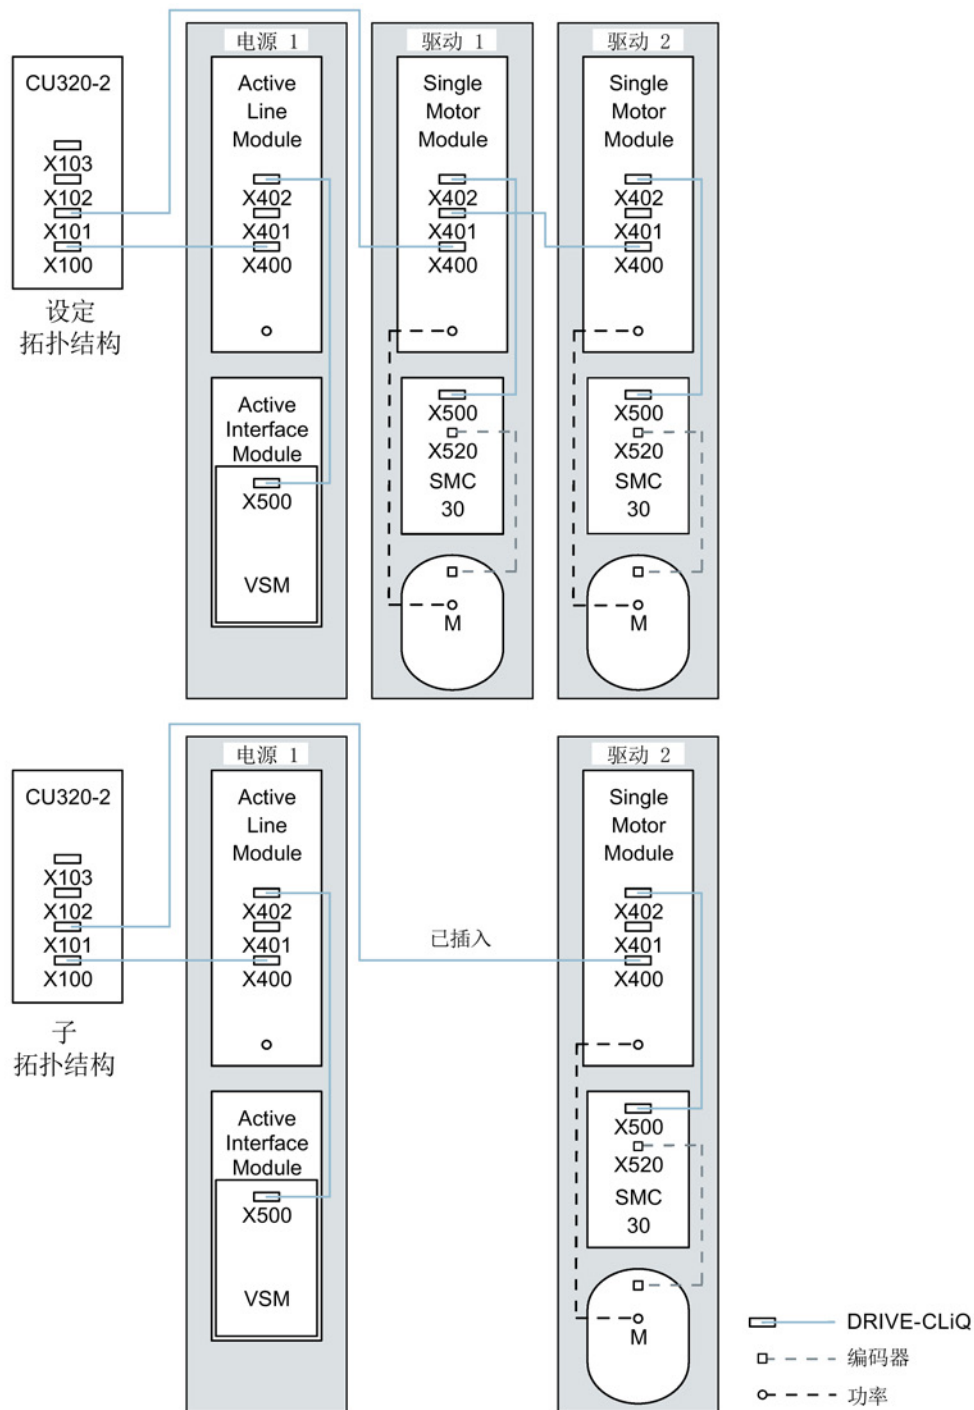 电源 1
驱动 1
驱动 2
CU320-2
X103
X102
X101
X100
设定
拓扑结构
Active
Line
Module
X402
X401
X400
Active
Interface
Module
X500
VSM
Single
Motor
Module
X402
X401
X400
X500
X520
SMC
30
M
Single
Motor
Module
X402
X401
X400
X500
X520
SMC
30
M
电源 1
驱动 2
CU320-2
X103
X102
X101
X100
子
拓扑结构
Active
Line
Module
X402
X401
X400
Active
Interface
Module
X500
VSM
已插入
Single
Motor
Module
X402
X401
X400
X500
X520
SMC
30
M
DRIVE-CLiQ
编码器
功率